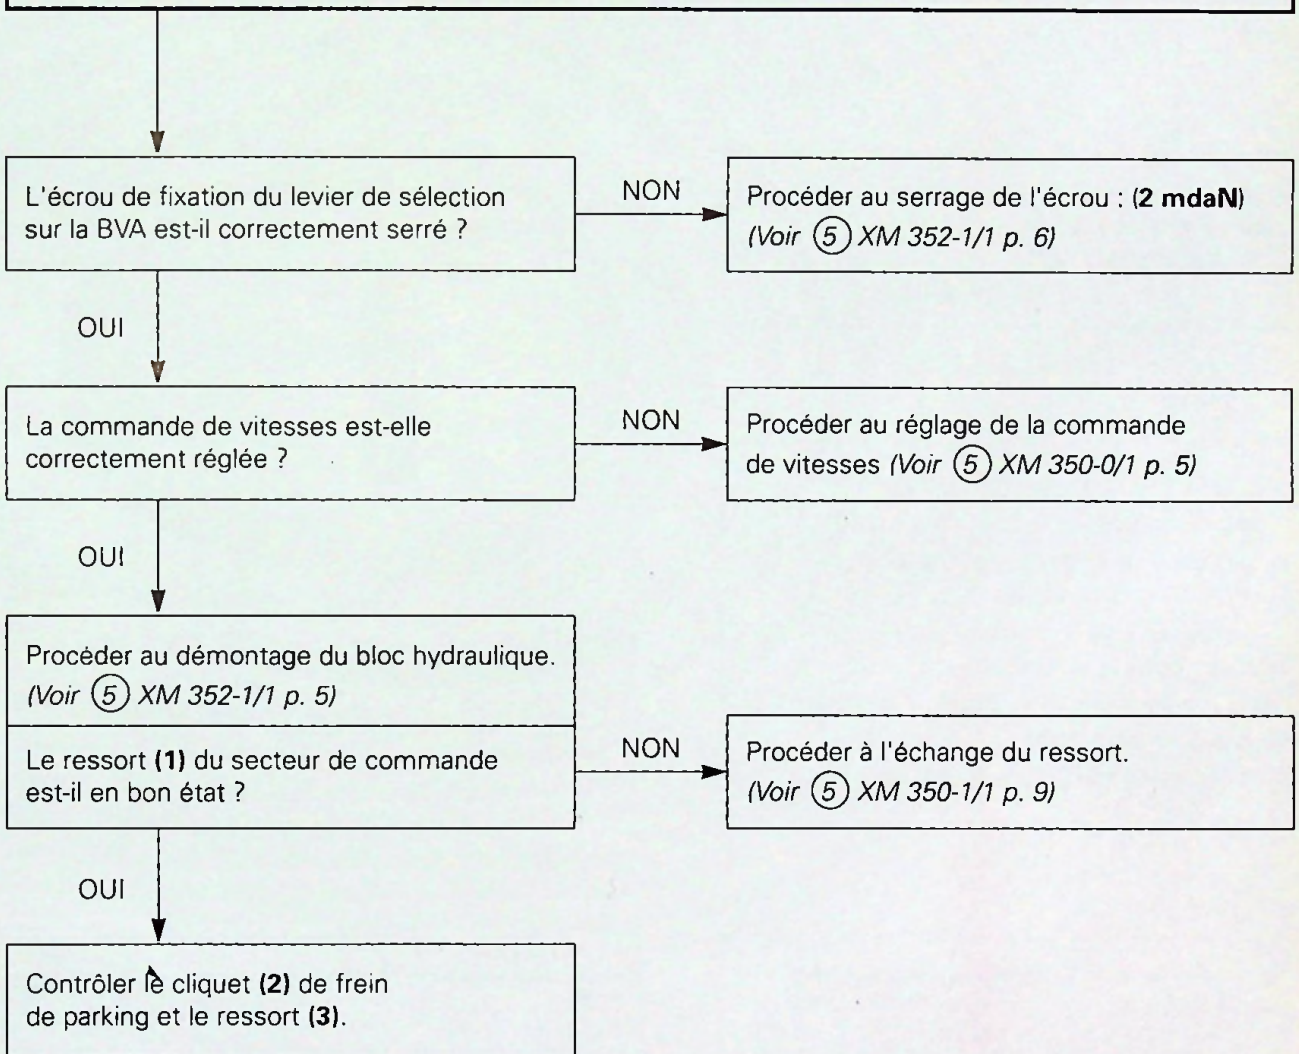 L'écrou de fixation du levier de sélection
sur la BVA est-il correctement serré ?
NON
Procéder au serrage de l'écrou : (2 mdaN)
(Voir ⑤ XM 352-1/1 p. 6)
OUI
La commande de vitesses est-elle
correctement réglée ?
NON
Procéder au réglage de la commande
de vitesses (Voir ⑤ XM 350-0/1 p. 5)
OUI
Procéder au démontage du bloc hydraulique.
(Voir ⑤ XM 352-1/1 p. 5)
Le ressort (1) du secteur de commande
est-il en bon état ?
NON
Procéder à l'échange du ressort.
(Voir ⑤ XM 350-1/1 p. 9)
OUI
Contrôler le cliquet (2) de frein
de parking et le ressort (3).